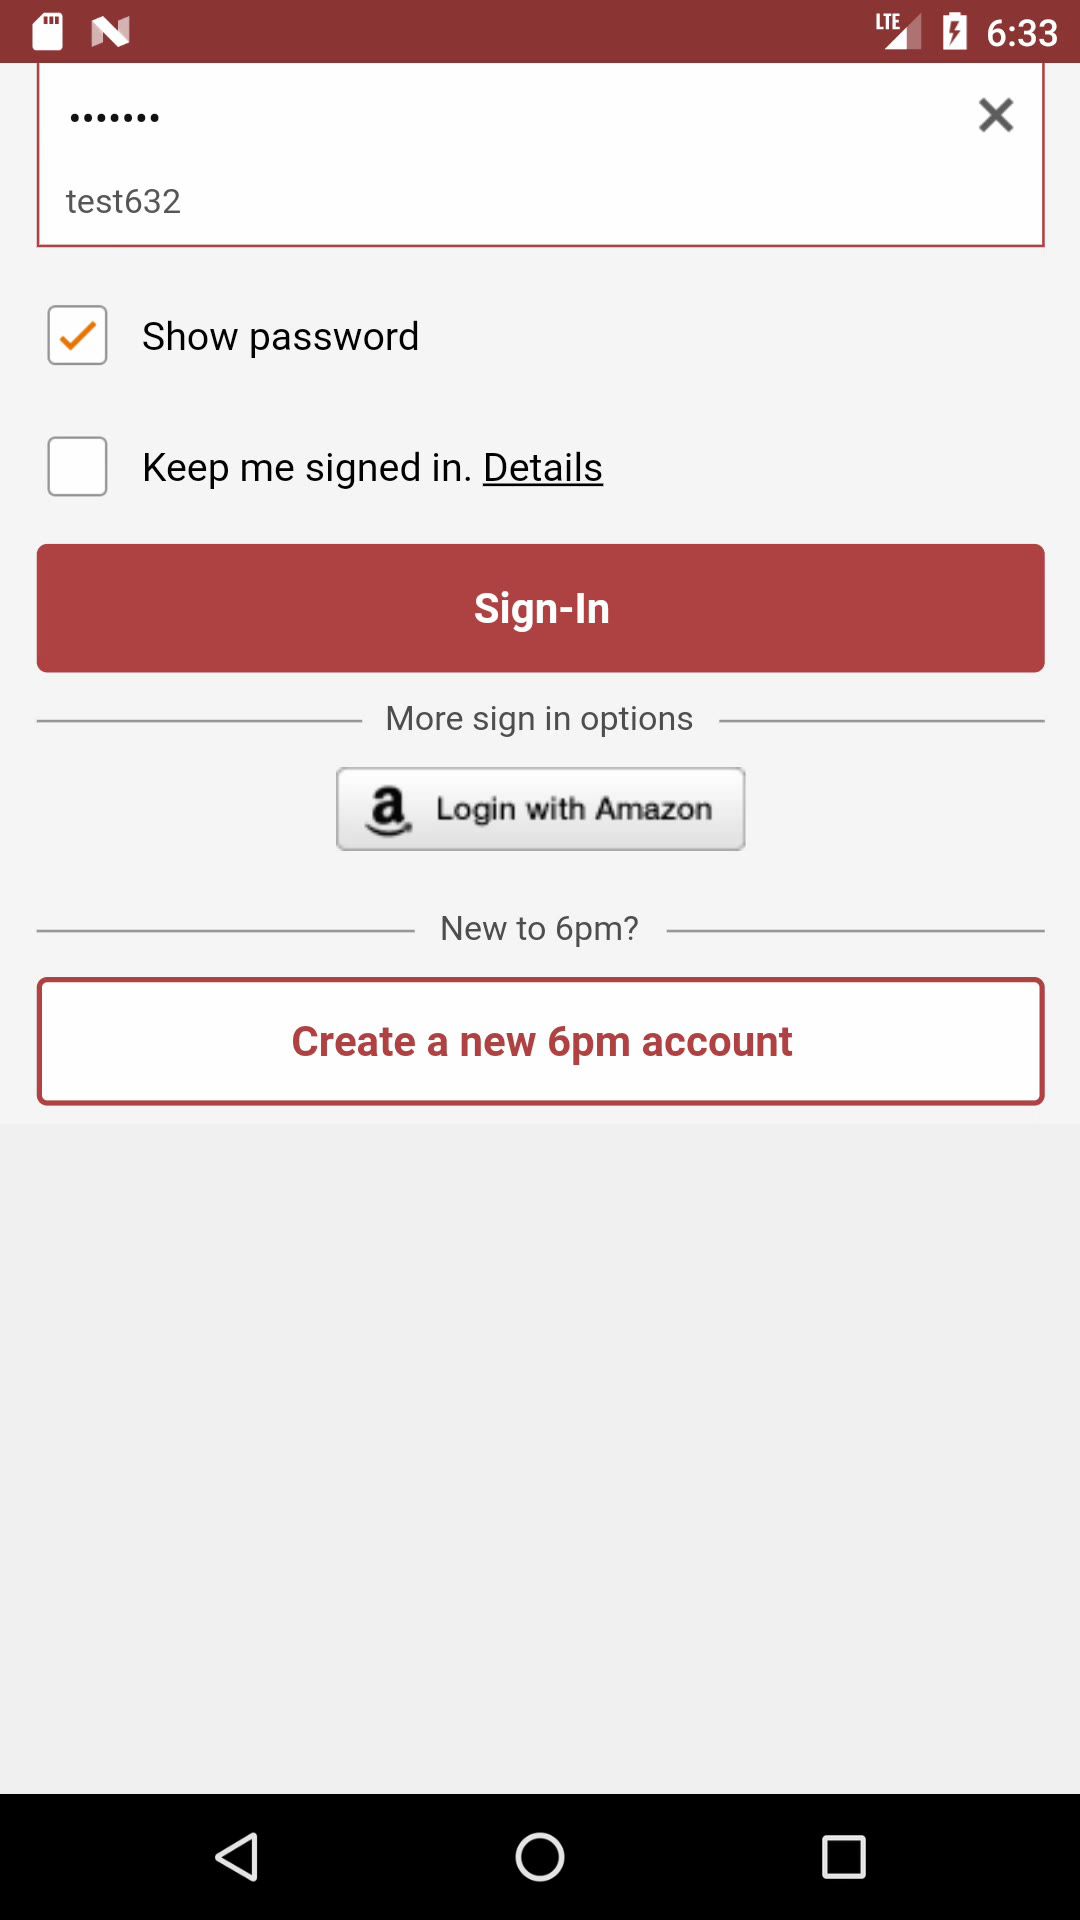 LTE 6:33
•••••••
test632
Show password
Keep me signed in. Details
Sign-In
More sign in options
a Login with Amazon
New to 6pm?
Create a new 6pm account